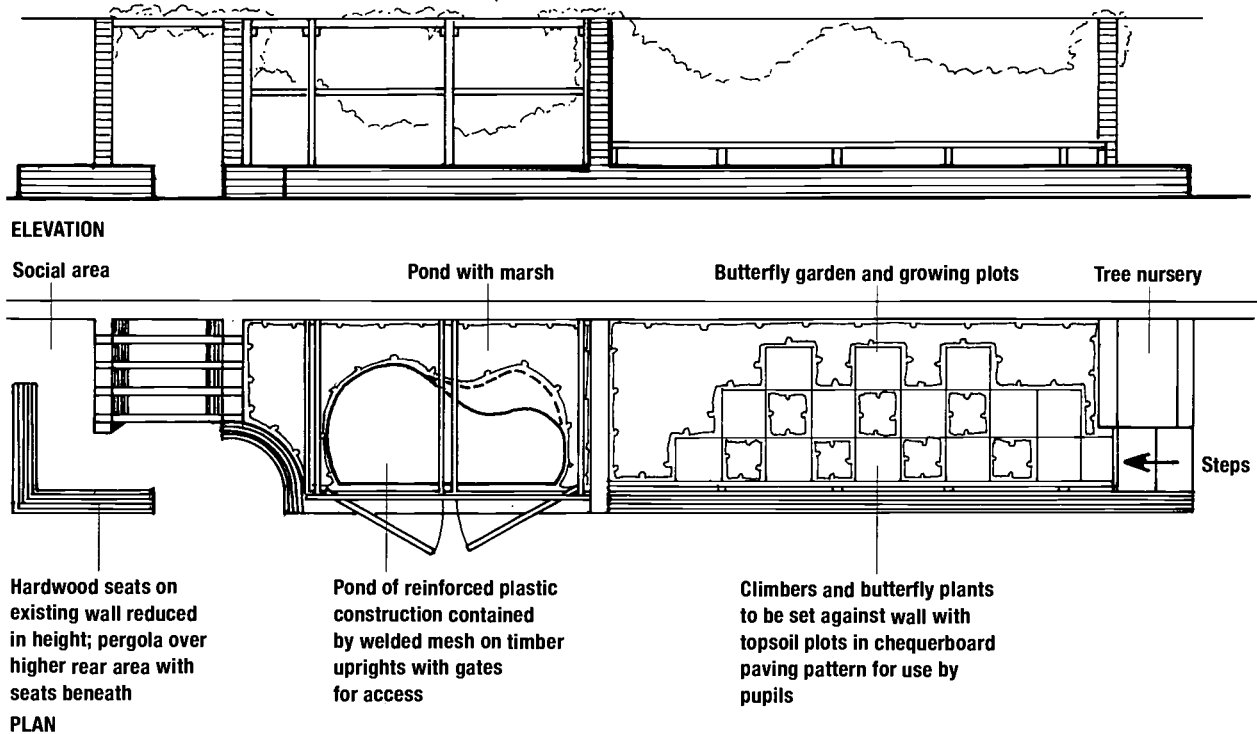 ELEVATION
Social area
Pond with marsh
Butterfly garden and growing plots
Tree nursery
Steps
Hardwood seats on
existing wall reduced
in height; pergola over
higher rear area with
seats beneath
Pond of reinforced plastic
construction contained
by welded mesh on timber
uprights with gates
for access
Climbers and butterfly plants
to be set against wall with
topsoil plots in chequerboard
paving pattern for use by
pupils
PLAN